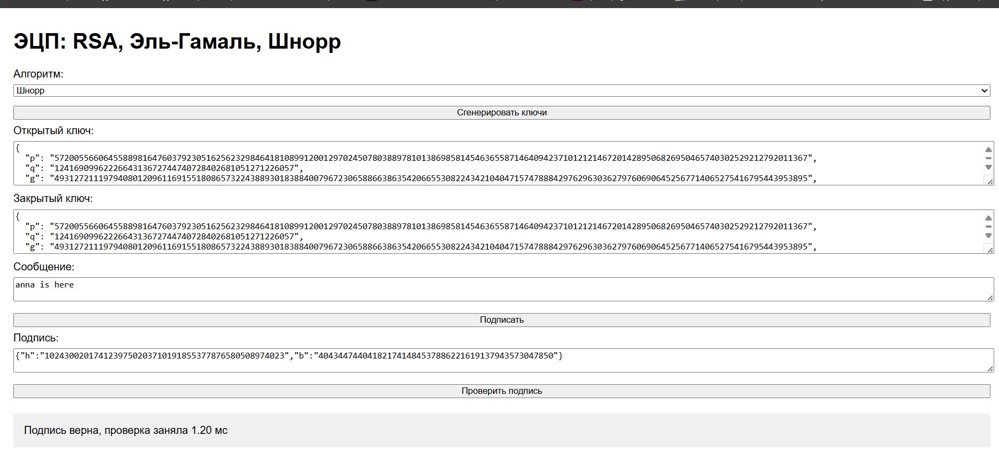 ЭЦП: RSA, Эль-Гамаль, Шнорр
Алгоритм:
Шнорр
Сгенерировать ключи
Открытый ключ:
{
"p": "5720055660645588981647603792305162562329846418108991200129702450780388978101386985814546365587146409423710121214672014289506826950465740302529212792011367",
"q": "1241690996222664313672744740728402681051271226057",
"g": "4931272111979408012096116915518086573224388930183884007967230658866386354206655308224342104047157478884297629630362797606906452567714065275416795443953895",
Закрытый ключ:
{
"p": "5720055660645588981647603792305162562329846418108991200129702450780388978101386985814546365587146409423710121214672014289506826950465740302529212792011367",
"q": "1241690996222664313672744740728402681051271226057",
"g": "4931272111979408012096116915518086573224388930183884007967230658866386354206655308224342104047157478884297629630362797606906452567714065275416795443953895",
Сообщение:
anna is here
Подписать
Подпись:
{"h":"1024300201741239750203710191855377876580508974023","b":"404344744041821741484537886221619137943573047850"}
Проверить подпись
Подпись верна, проверка заняла 1.20 мс